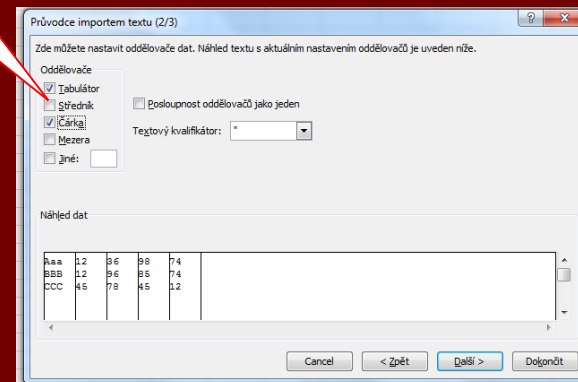 Průvodce importem textu (2/3)
Zde můžete nastavit oddělovače dat. Náhled textu s aktuálním nastavením oddělovačů je uveden níže.
Oddělovače
Tabulátor
Středník
Čárka
Mezera
Jiné:
Posloupnost oddělovačů jako jeden
Textový kvalifikátor: "
Náhled dat
Aaa 12 36 98 74
BBB 12 96 85 74
CCC 45 78 45 12
Cancel < Zpět Další > Dokončit